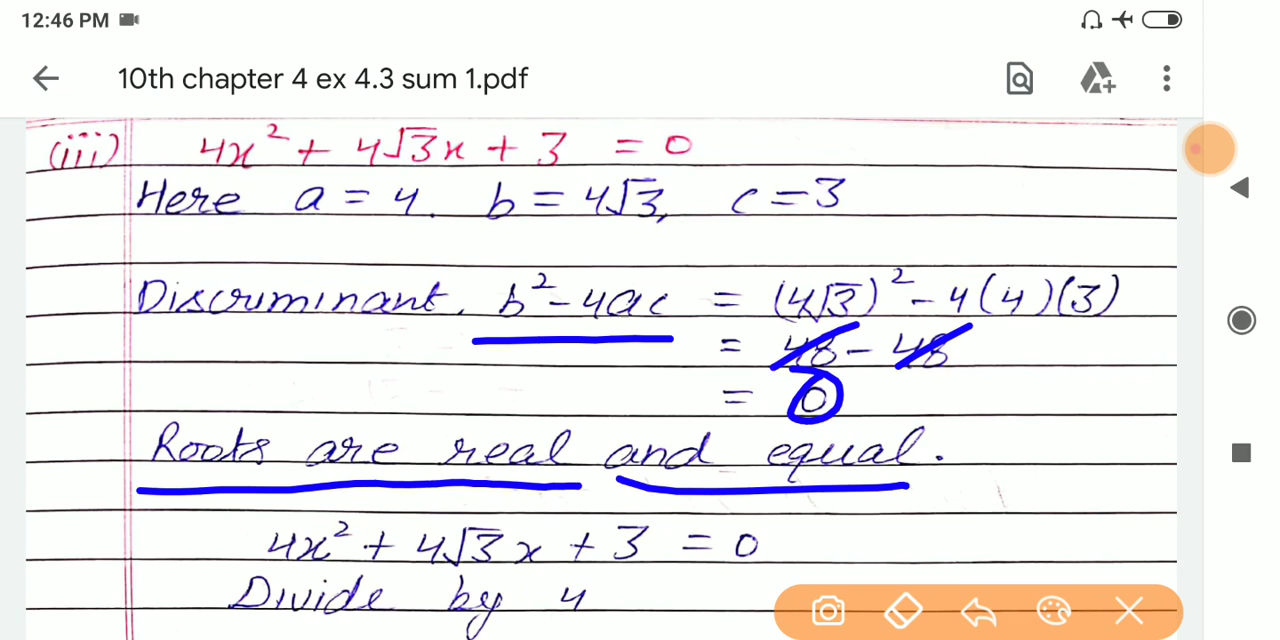 12:46 PM
10th chapter 4 ex 4.3 sum 1.pdf
(iii) 4x² + 4√3x + 3 = 0
Here a = 4. b = 4√3, c = 3
Discriminant. b² - 4ac = (4√3)² - 4(4)(3)
= 48 - 48
= 0
Roots are real and equal.
4x² + 4√3x + 3 = 0
Divide by 4